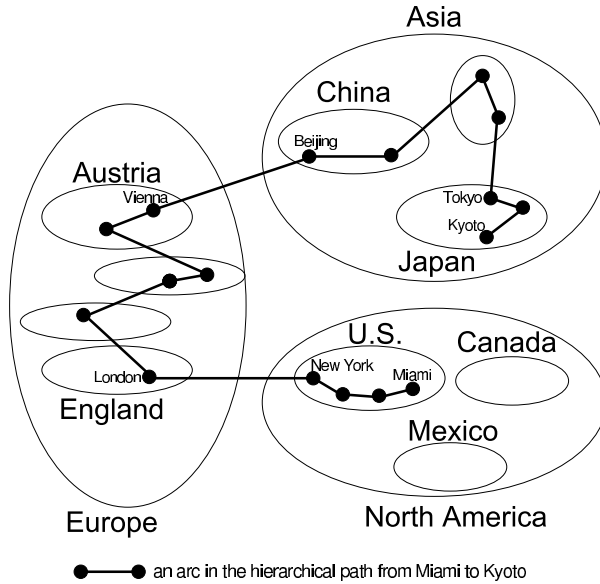 Asia
China
Beijing
Austria
Vienna
Tokyo
Kyoto
Japan
U.S.
New York
Miami
Canada
London
England
Mexico
Europe
North America
an arc in the hierarchical path from Miami to Kyoto